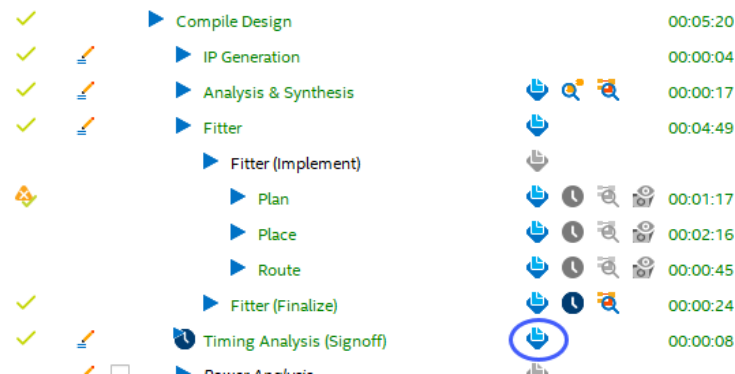 Compile Design 00:05:20
IP Generation 00:00:04
Analysis & Synthesis 00:00:17
Fitter 00:04:49
Fitter (Implement)
Plan 00:01:17
Place 00:02:16
Route 00:00:45
Fitter (Finalize) 00:00:24
Timing Analysis (Signoff) 00:00:08
Power Analysis